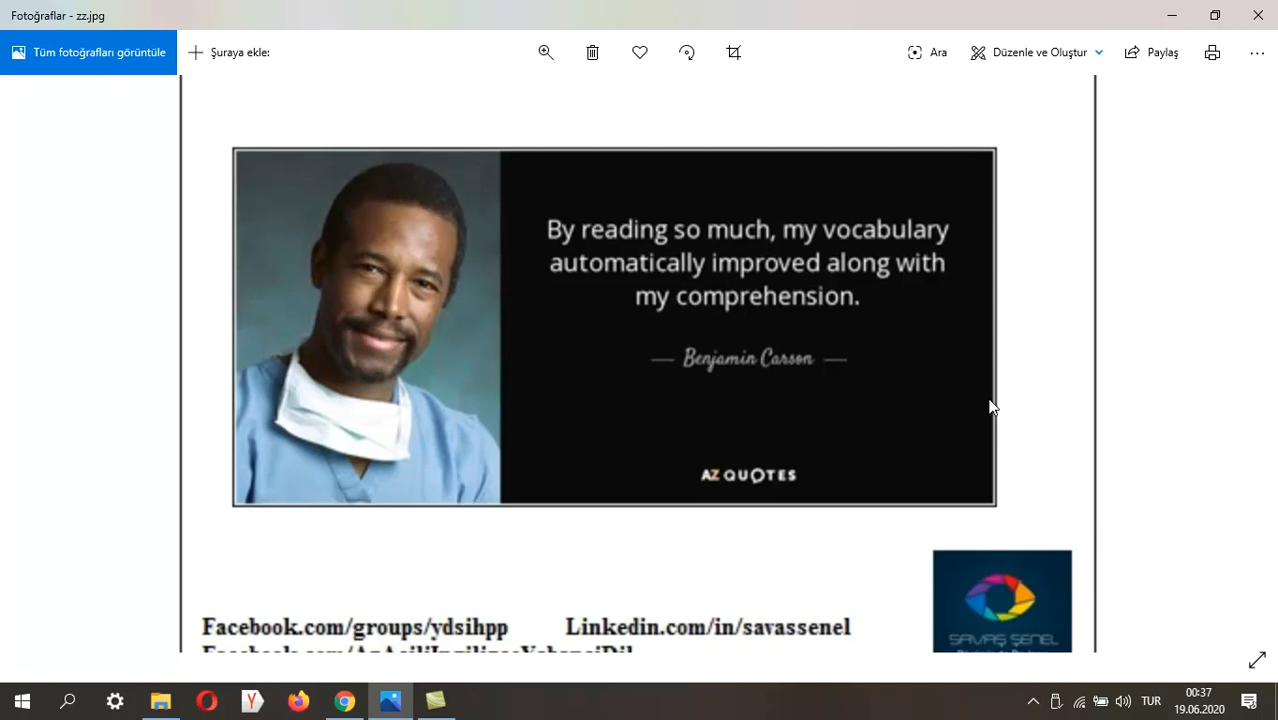 Fotoğraflar - zz.jpg
Tüm fotoğrafları görüntüle
Şuraya ekle:
Ara
Düzenle ve Oluştur
Paylaş
By reading so much, my vocabulary
automatically improved along with
my comprehension.
Benjamin Carson
AZ QUOTES
Facebook.com/groups/ydsihpp
Linkedin.com/in/savassenel
SAVAŞ ŞENEL
TUR
00:37
19.06.2020